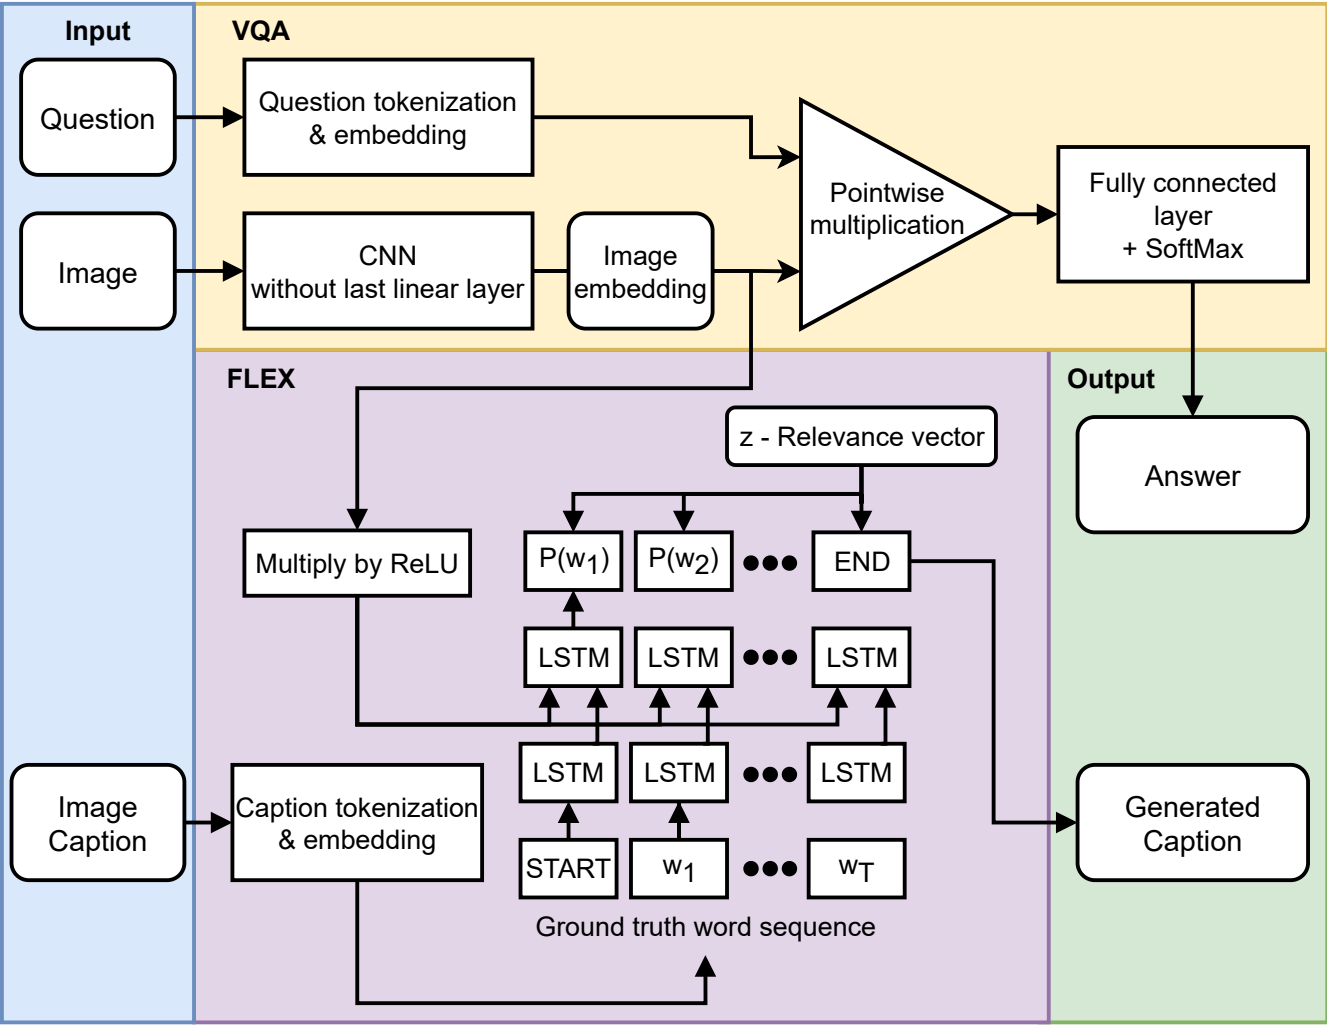 Input
VQA
Question
Question tokenization
& embedding
Pointwise
multiplication
Fully connected
layer
+ SoftMax
Image
CNN
without last linear layer
Image
embedding
FLEX
Output
z - Relevance vector
Answer
Multiply by ReLU
P(w1)
P(w2)
END
LSTM
LSTM
LSTM
LSTM
LSTM
LSTM
Image
Caption
Caption tokenization
& embedding
Generated
Caption
START
w1
wT
Ground truth word sequence